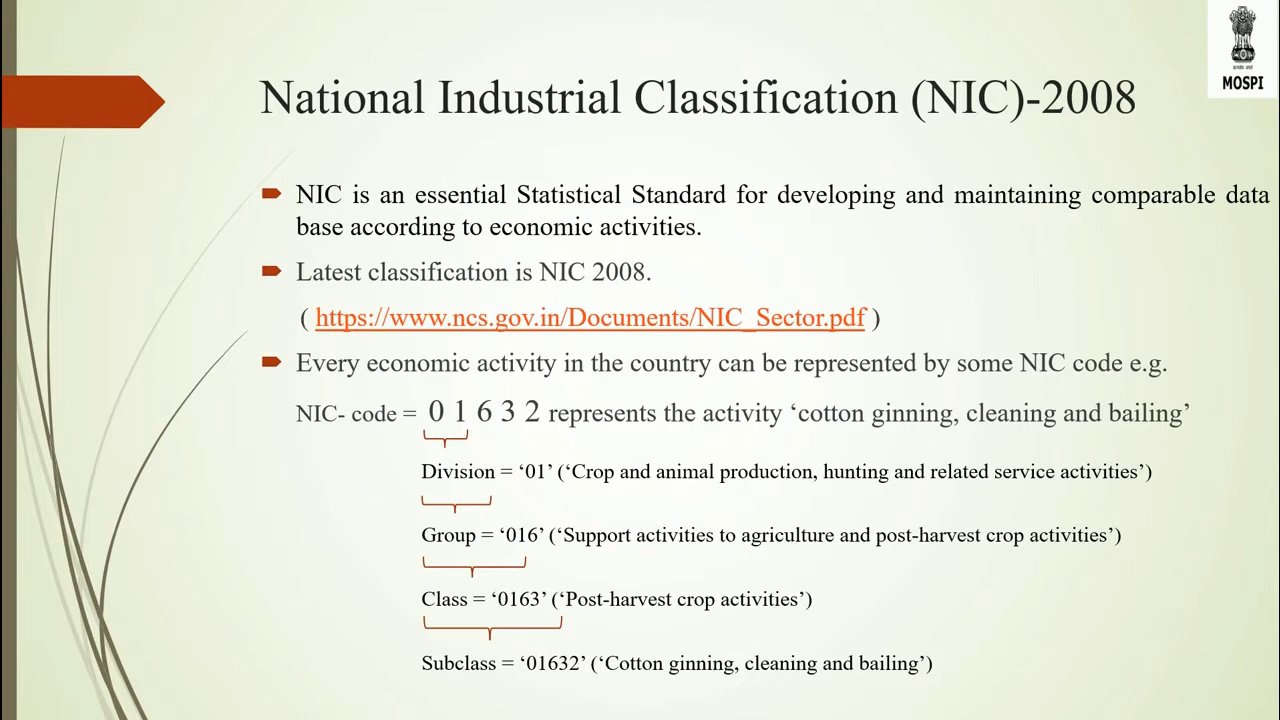 MOSPI
National Industrial Classification (NIC)-2008
NIC is an essential Statistical Standard for developing and maintaining comparable data
base according to economic activities.
Latest classification is NIC 2008.
( https://www.ncs.gov.in/Documents/NIC_Sector.pdf )
Every economic activity in the country can be represented by some NIC code e.g.
NIC- code = 0 1 6 3 2 represents the activity ‘cotton ginning, cleaning and bailing’
Division = ‘01’ (‘Crop and animal production, hunting and related service activities’)
Group = ‘016’ (‘Support activities to agriculture and post-harvest crop activities’)
Class = ‘0163’ (‘Post-harvest crop activities’)
Subclass = ‘01632’ (‘Cotton ginning, cleaning and bailing’)